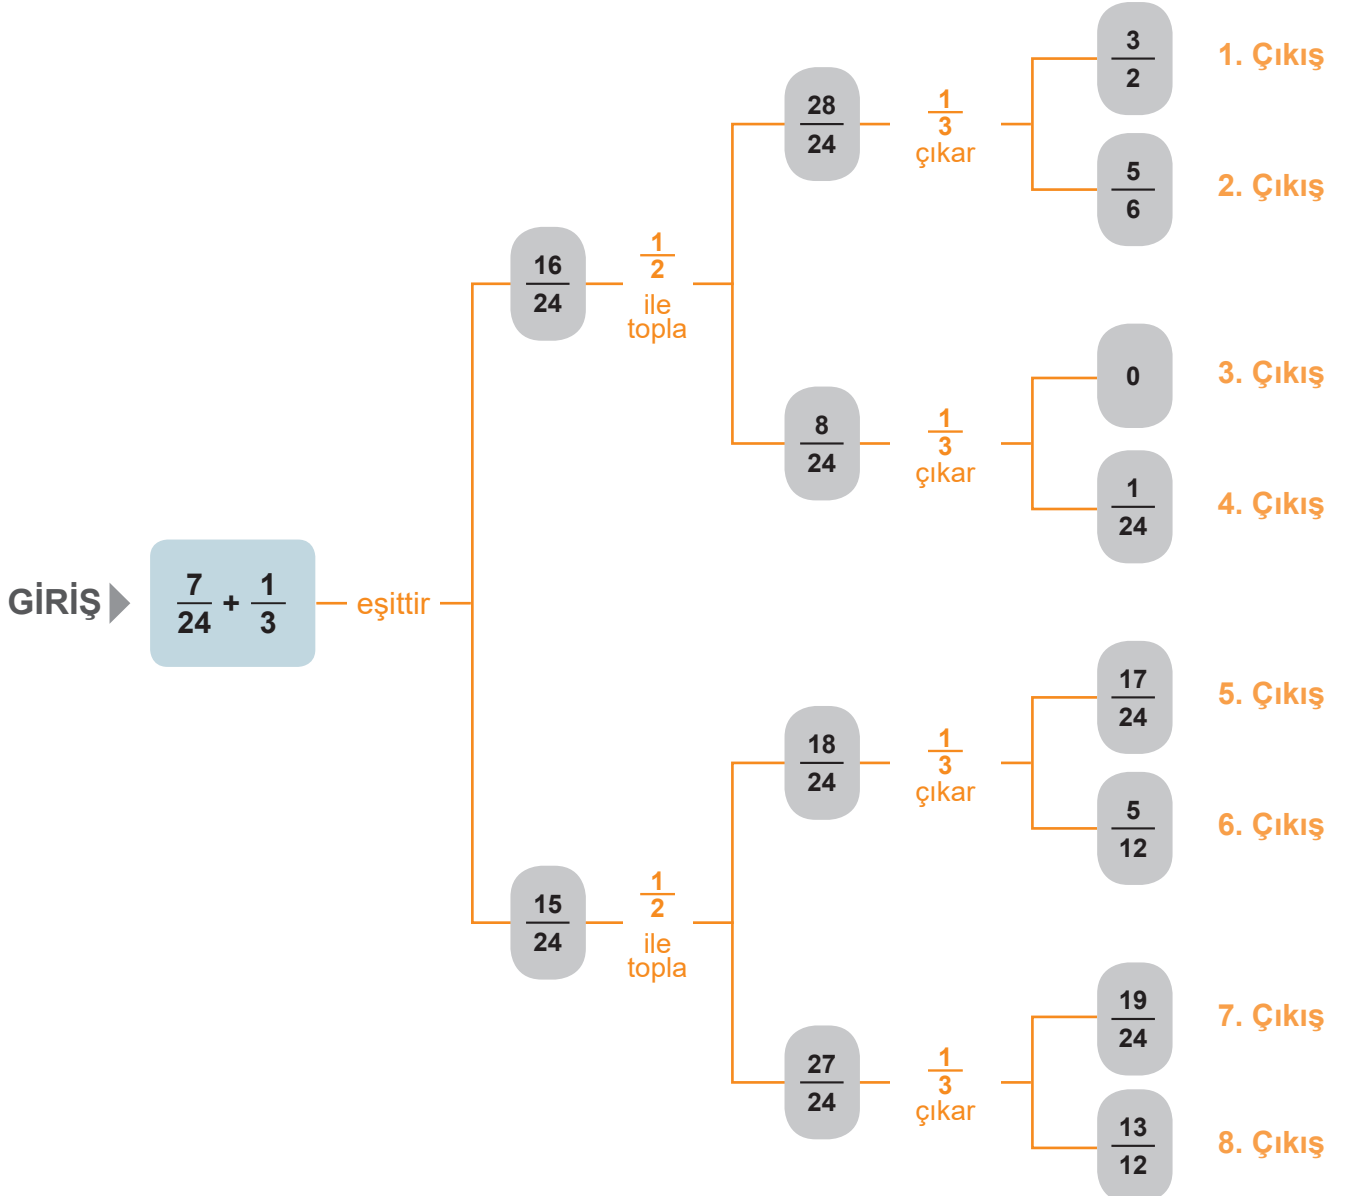 GİRİŞ
7/24 + 1/3
eşittir
16/24
1/2
ile
topla
28/24
1/3
çıkar
3/2
1. Çıkış
5/6
2. Çıkış
8/24
1/3
çıkar
0
3. Çıkış
1/24
4. Çıkış
15/24
1/2
ile
topla
18/24
1/3
çıkar
17/24
5. Çıkış
5/12
6. Çıkış
27/24
1/3
çıkar
19/24
7. Çıkış
13/12
8. Çıkış